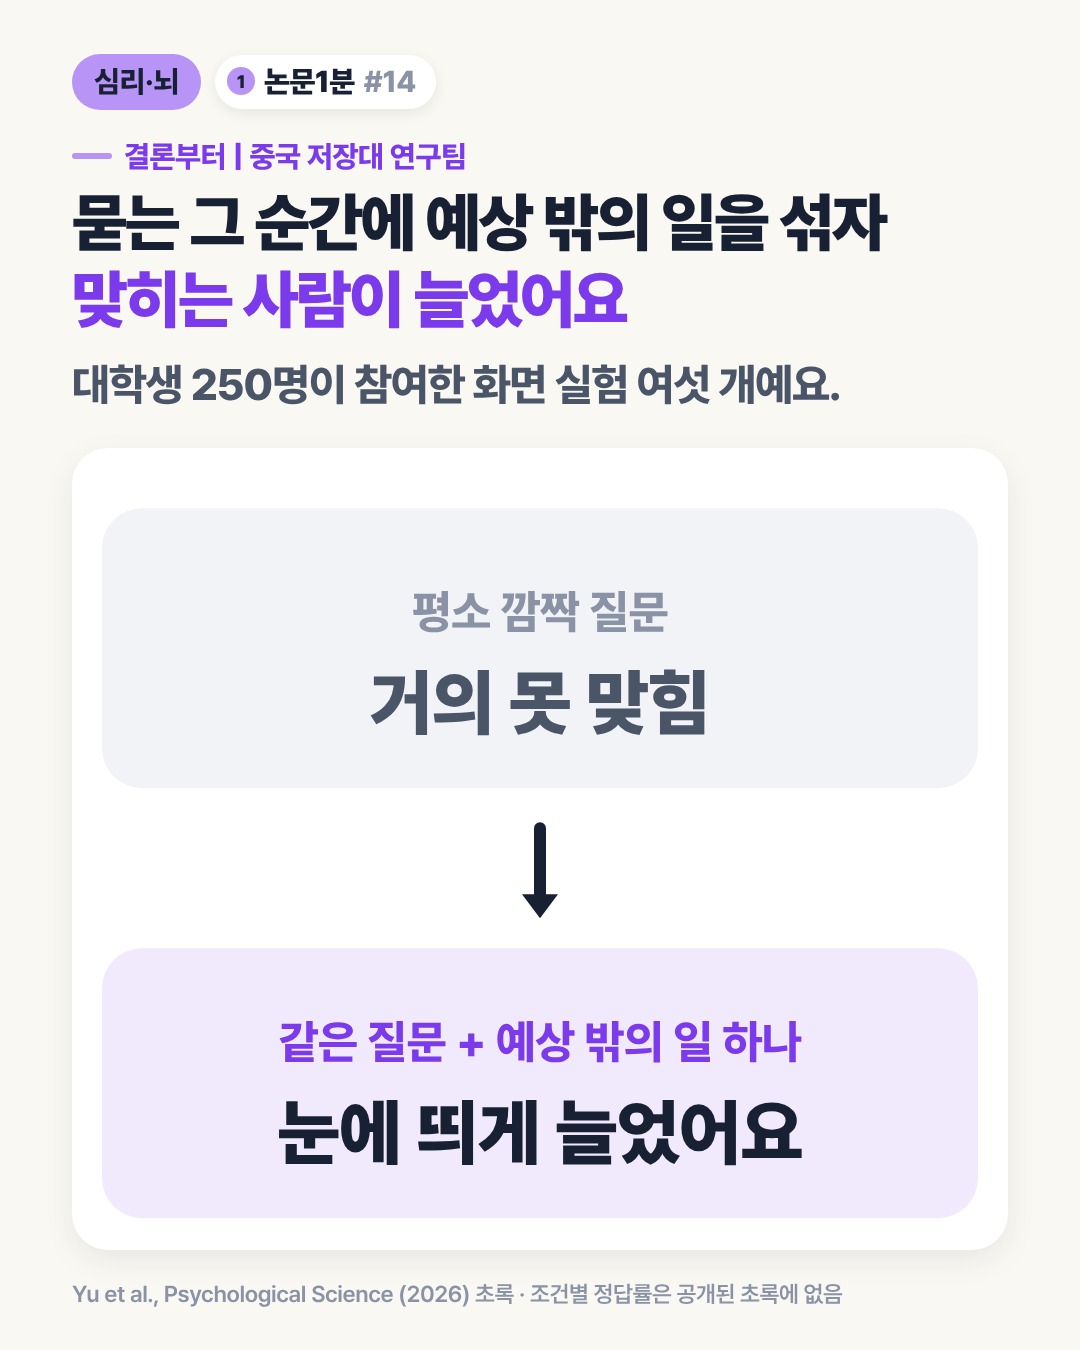 심리·뇌
1 논문1분 #14
결론부터 | 중국 저장대 연구팀
묻는 그 순간에 예상 밖의 일을 섞자
맞히는 사람이 늘었어요
대학생 250명이 참여한 화면 실험 여섯 개예요.
평소 깜짝 질문
거의 못 맞힘
같은 질문 + 예상 밖의 일 하나
눈에 띄게 늘었어요
Yu et al., Psychological Science (2026) 초록 · 조건별 정답률은 공개된 초록에 없음